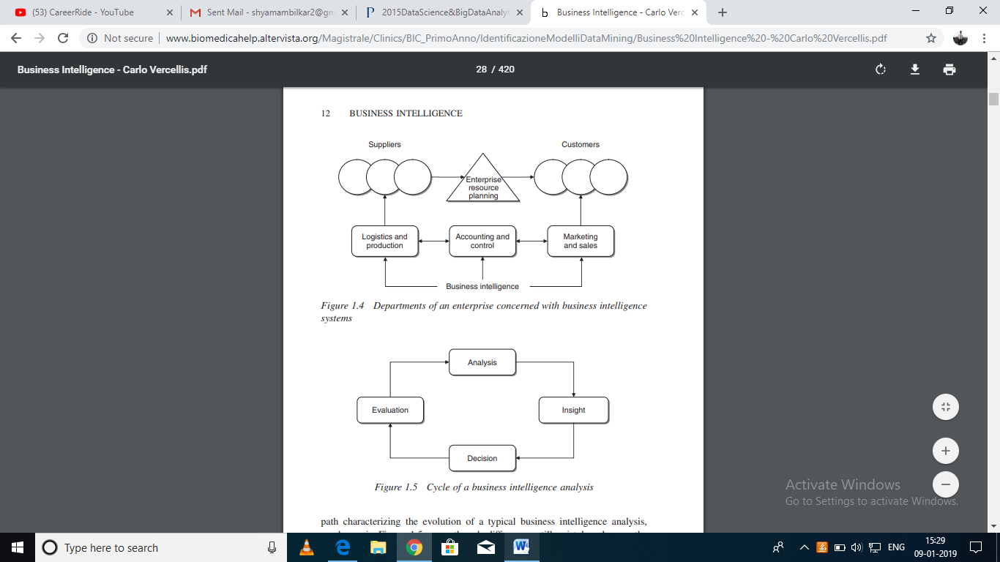 (53) CareerRide - YouTube
Sent Mail - shyamambilkar2@gm
2015DataScience&BigDataAnaly
Business Intelligence - Carlo Verc
Not secure
www.biomedicahelp.altervista.org/Magistrale/Clinics/BIC_PrimoAnno/IdentificazioneModelliDataMining/Business%20Intelligence%20-%20Carlo%20Vercellis.pdf
Business Intelligence - Carlo Vercellis.pdf
28 / 420
12 BUSINESS INTELLIGENCE
Suppliers
Customers
Enterprise
resource
planning
Logistics and
production
Accounting and
control
Marketing
and sales
Business intelligence
Figure 1.4 Departments of an enterprise concerned with business intelligence
systems
Analysis
Evaluation
Insight
Decision
Figure 1.5 Cycle of a business intelligence analysis
path characterizing the evolution of a typical business intelligence analysis,
Activate Windows
Go to Settings to activate Windows.
Type here to search
ENG
15:29
09-01-2019